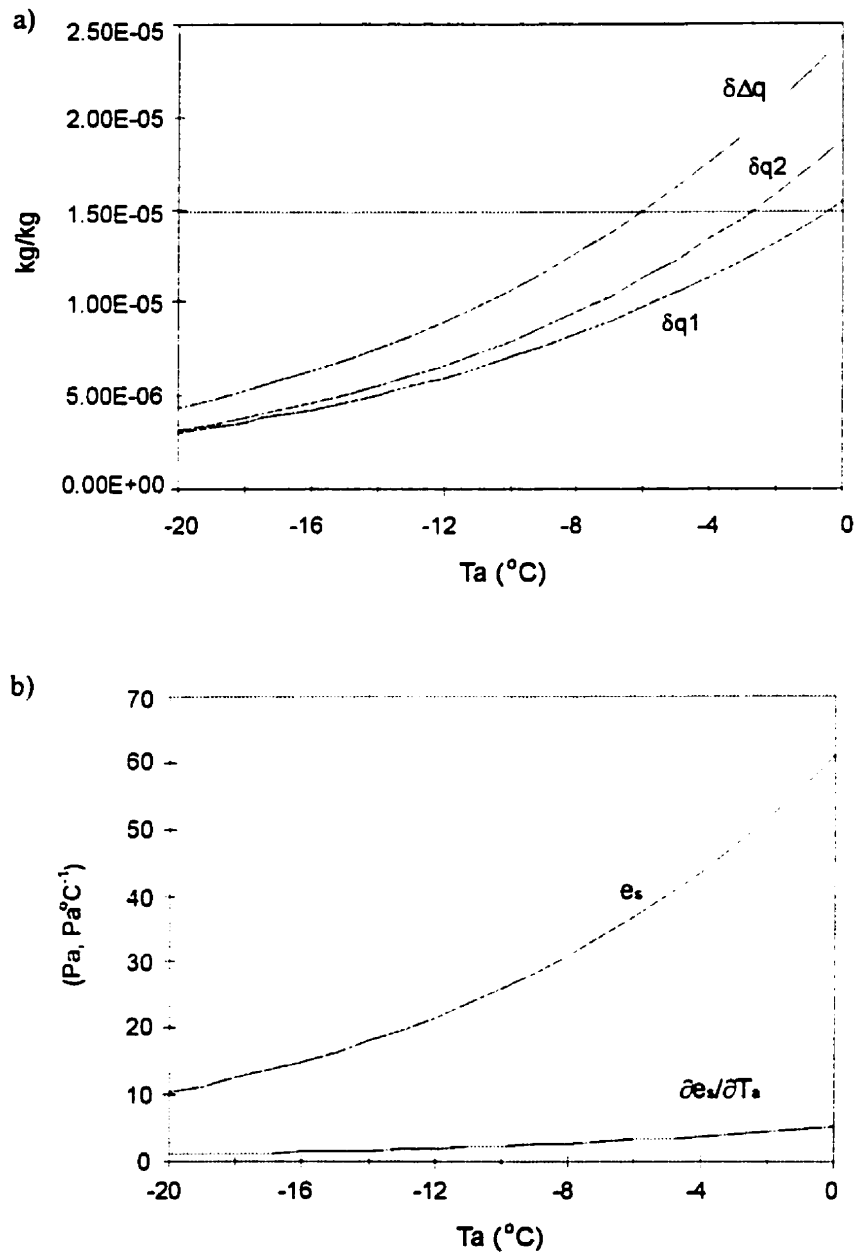 a)
2.50E-05
2.00E-05
1.50E-05
1.00E-05
5.00E-06
0.00E+00
kg/kg
δΔq
δq2
δq1
-20 -16 -12 -8 -4 0
Ta (°C)
b)
70
60
50
40
30
20
10
0
(Pa, Pa°C⁻¹)
es
∂es/∂Ta
-20 -16 -12 -8 -4 0
Ta (°C)